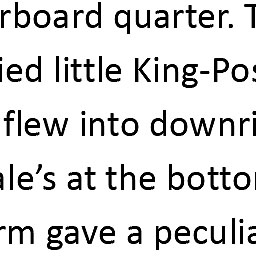 rboard quarter. T
ied little King-Pos
flew into downri
ale’s at the botto
rm gave a peculia